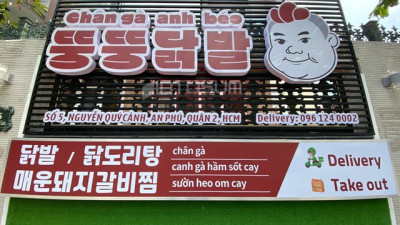 chân gà anh béo
뚱뚱닭발
SỐ 5, NGUYỄN QUÝ CẢNH, AN PHÚ, QUẬN 2, HCM
Delivery: 096 124 0002
닭발 / 닭도리탕
매운돼지갈비찜
chân gà
canh gà hầm sốt cay
sườn heo om cay
Delivery
Take out